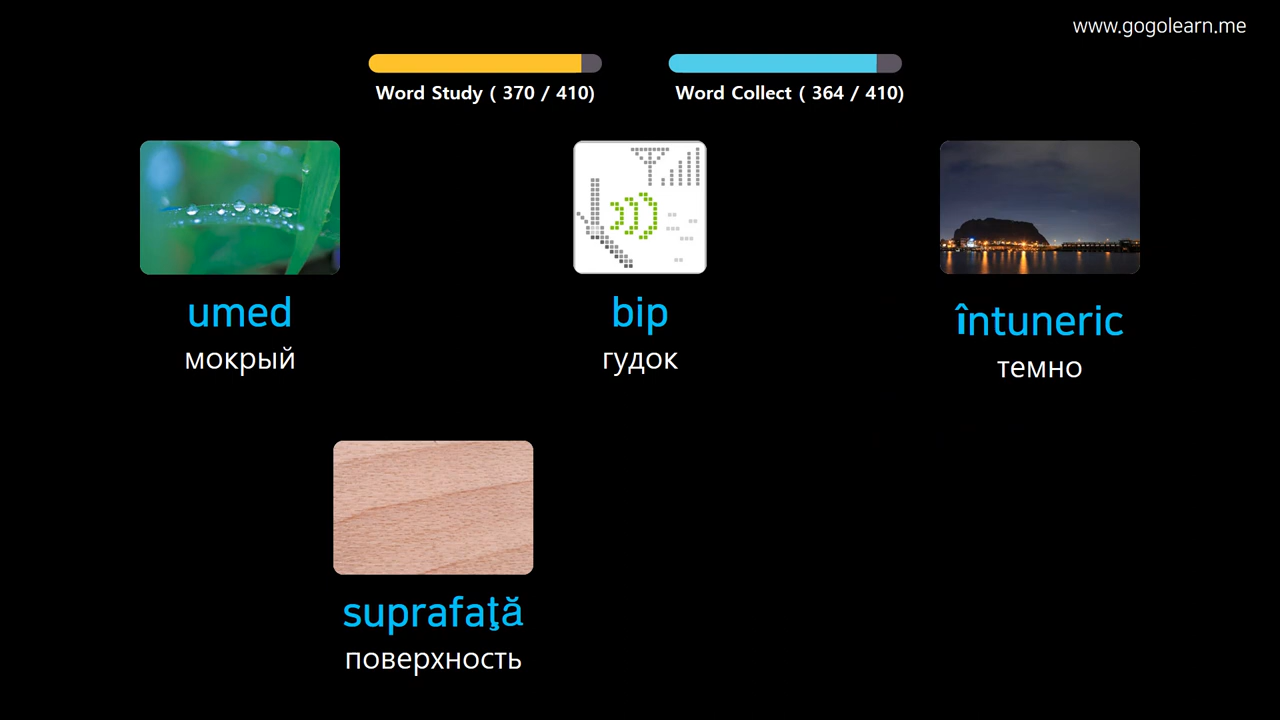 www.gogolearn.me
Word Study ( 370 / 410)
Word Collect ( 364 / 410)
umed
мокрый
bip
гудок
întuneric
темно
suprafaţă
поверхность